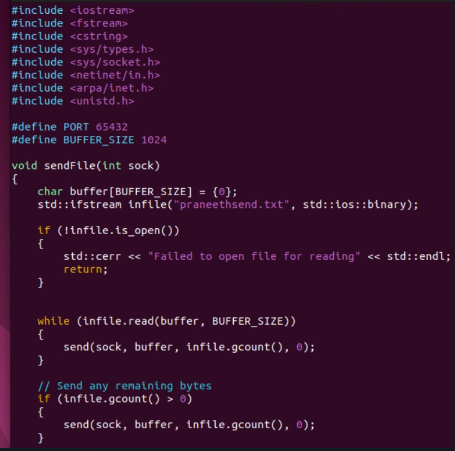 #include <iostream>
#include <fstream>
#include <cstring>
#include <sys/types.h>
#include <sys/socket.h>
#include <netinet/in.h>
#include <arpa/inet.h>
#include <unistd.h>
#define PORT 65432
#define BUFFER_SIZE 1024
void sendFile(int sock)
{
    char buffer[BUFFER_SIZE] = {0};
    std::ifstream infile("praneethsend.txt", std::ios::binary);
    if (!infile.is_open())
    {
        std::cerr << "Failed to open file for reading" << std::endl;
        return;
    }
    while (infile.read(buffer, BUFFER_SIZE))
    {
        send(sock, buffer, infile.gcount(), 0);
    }
    // Send any remaining bytes
    if (infile.gcount() > 0)
    {
        send(sock, buffer, infile.gcount(), 0);
    }